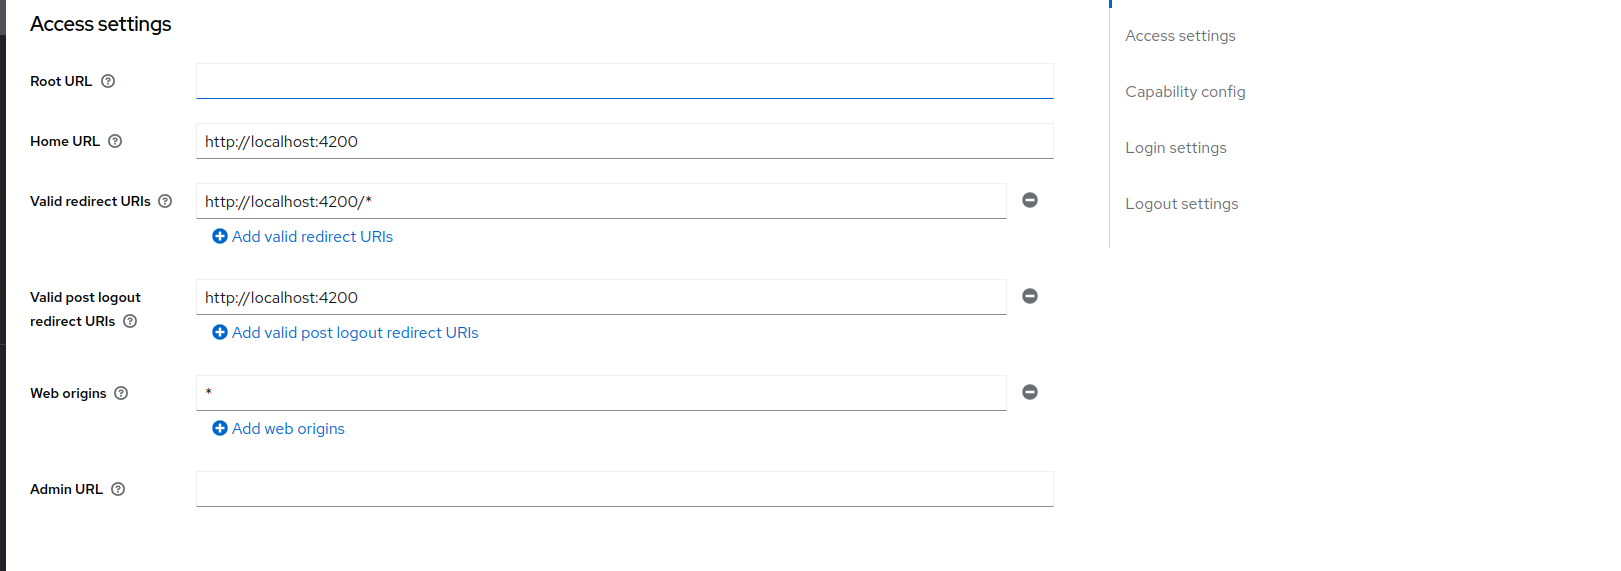 Access settings
Root URL
Home URL
http://localhost:4200
Valid redirect URIs
http://localhost:4200/*
Add valid redirect URIs
Valid post logout
redirect URIs
http://localhost:4200
Add valid post logout redirect URIs
Web origins
*
Add web origins
Admin URL
Access settings
Capability config
Login settings
Logout settings